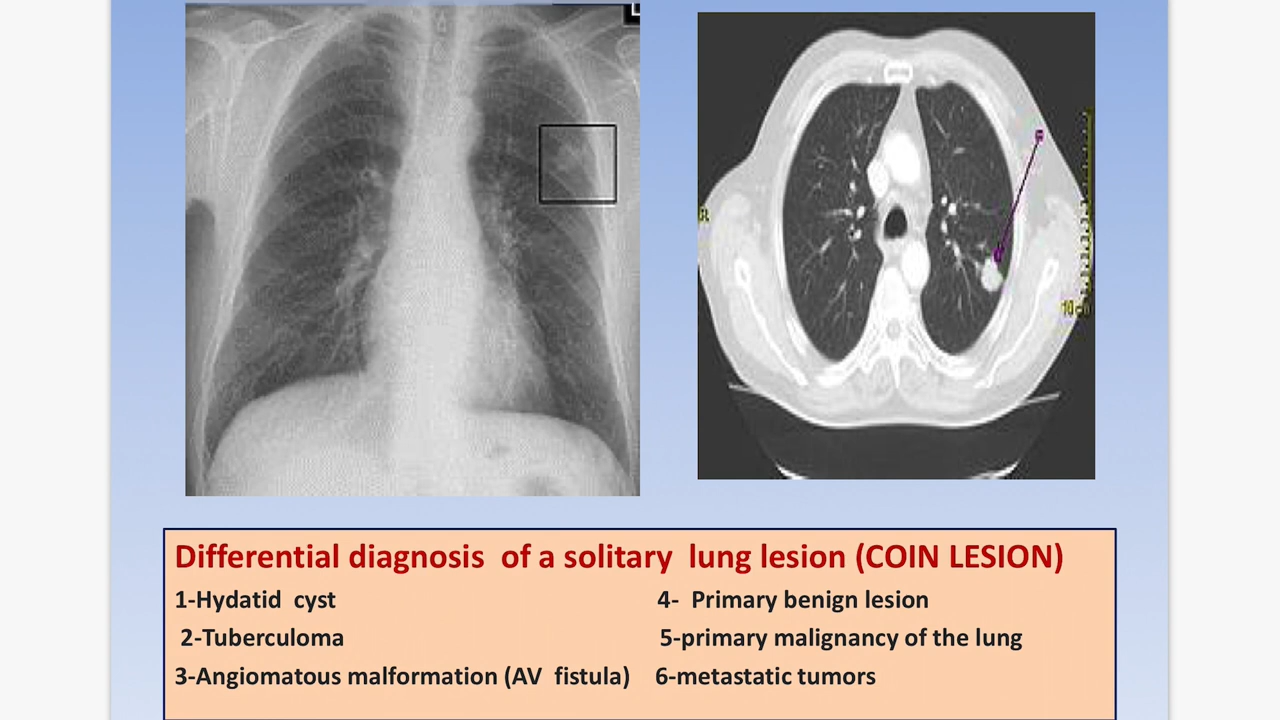 Differential diagnosis of a solitary lung lesion (COIN LESION)
1-Hydatid cyst
2-Tuberculoma
3-Angiomatous malformation (AV fistula)
4- Primary benign lesion
5-primary malignancy of the lung
6-metastatic tumors